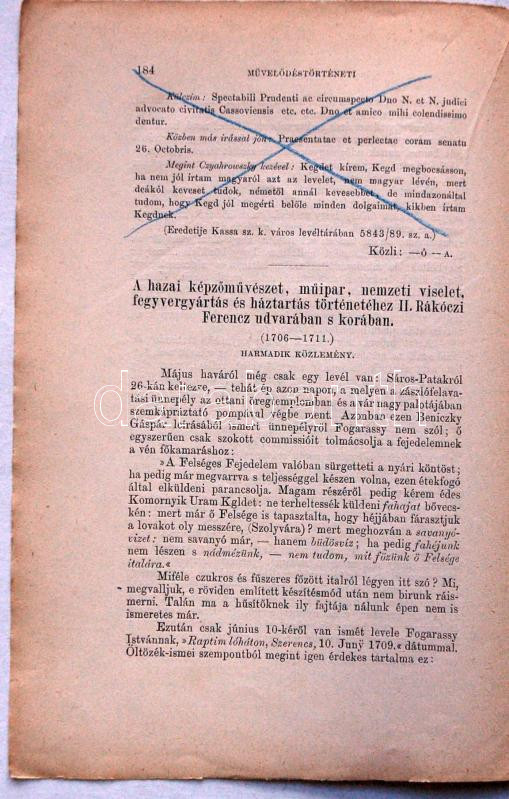 184 MŰVELŐDÉSTÖRTÉNETI
Külczim: Spectabili Prudenti ac circumspecto Dno N. et N. judici
advocato civitatis Cassoviensis etc. etc. Dno et amico mihi colendissimo
dentur.
Közben más írással jön: Praesentatae et perlectae coram senatu
26. Octobris.
Megint Czyahrowszky kezével: Kegdet kírem, Kegd megbocsásson,
ha nem jól írtam magyaról azt az levelet, nem magyar lévén, mert
deákól keveset tudok, németől annál kevesebbet, de mindazonáltal
tudom, hogy Kegd jól megérti belőle minden dolgaimat, kikben írtam
Kegdnek.
(Eredetije Kassa sz. k. város levéltárában 5843/89. sz. a.)
Közli: —ő — A.
A hazai képzőművészet, műipar, nemzeti viselet,
fegyvergyártás és háztartás történetéhez II. Rákóczi
Ferencz udvarában s korában.
(1706—1711.)
HARMADIK KÖZLEMÉNY.
Május haváról még csak egy levél van: Sáros-Patakról
26-kán keltezve, — tehát ép azon napon, a melyen a zászlófelava-
tási ünnepély az ottani öregtemplomban és a vár nagy palotájában
szemkápriztató pompával végbe ment. Azonban ezen Beniczky
Gáspár leírásából ismert ünnepélyről Fogarassy nem szól; ő
egyszerűen csak szokott commissióit tolmácsolja a fejedelemnek
a vén főkamaráshoz:
»A Felséges Fejedelem valóban sürgetteti a nyári köntöst;
ha pedig már megvarrva s teljességgel készen volna, ezen étekfogó
által elküldeni parancsolja. Magam részéről pedig kérem édes
Komornyik Uram Kgldet: ne terheltessék küldeni fahajat bővecs-
kén: mert már ő Felsége is tapasztalta, hogy héjjában fárasztjuk
a lovakot oly messzére, (Szolyvára)? mert meghozván a savanyó-
vizet: nem savanyó már, — hanem büdösvíz; ha pedig fahéjunk
nem lészen s nádmézünk, — nem tudom, mit főzünk ő Felsége
italára.«
Miféle czukros és fűszeres főzött italról légyen itt szó? Mi,
megvalljuk, e röviden említett készítésmód után nem birunk ráis-
merni. Talán ma a hűsítőknek ily fajtája nálunk épen nem is
ismeretes már.
Ezután csak június 10-kéről van ismét levele Fogarassy
Istvánnak, »Raptim lóháton, Szerencs, 10. Junÿ 1709.« dátummal.
Öltözék-ismei szempontból megint igen érdekes tartalma ez: